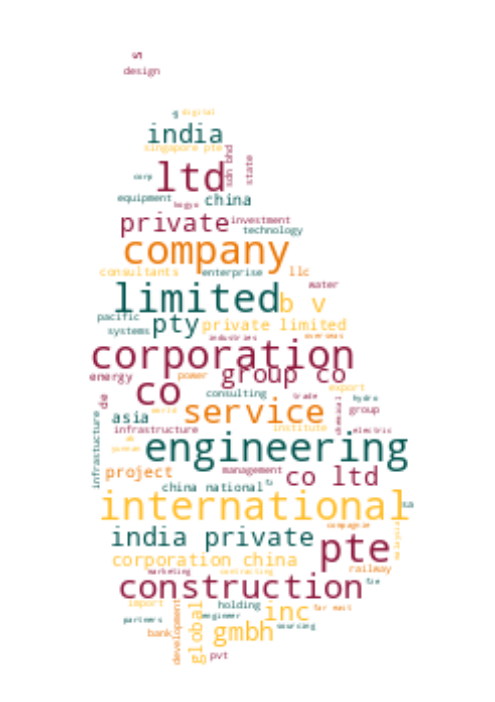 design
g digital
india
singapore pte
ltd
sdn bhd
state
corp
equipment
china
private
investment
technology
company
consultants
enterprise
llc
water
limited
b v
pacific
pty
private limited
systems
industries
overseas
corporation
energy
power
group co
co
consulting
export
de
trade
hydro
chemical
group
world
asia
service
infrastructure
infrastructure
institute
electric
engineering
project
management
co ltd
china national
international
sa
india private
pte
malaysia
corporation china
railway
marketing
contracting
construction
import
holding
far east
development
global
inc
partners
engineer
sourcing
bank
gmbh
pvt